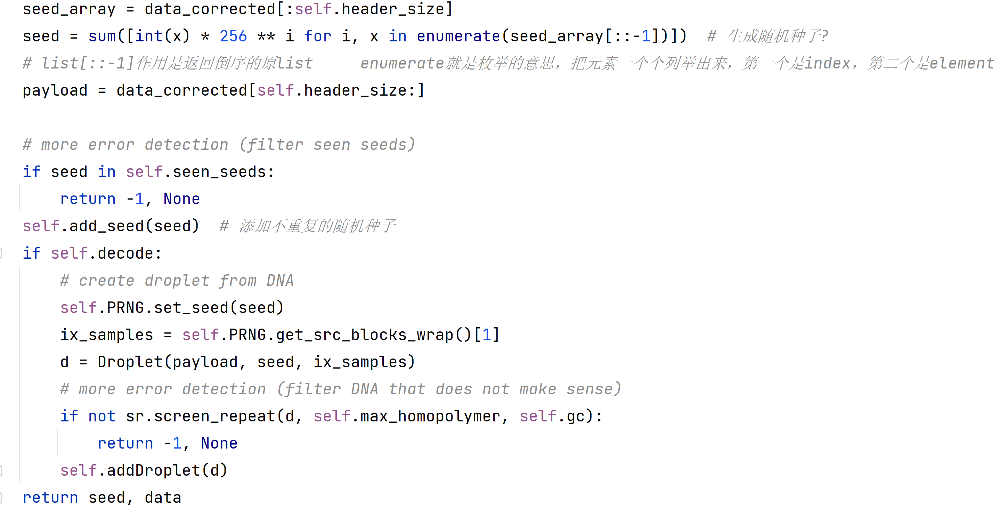 seed_array = data_corrected[:self.header_size]
seed = sum([int(x) * 256 ** i for i, x in enumerate(seed_array[::-1])])  # 生成随机种子?
# list[::-1]作用是返回倒序的原list     enumerate就是枚举的意思，把元素一个个列举出来，第一个是index，第二个是element
payload = data_corrected[self.header_size:]

# more error detection (filter seen seeds)
if seed in self.seen_seeds:
    return -1, None
self.add_seed(seed)  # 添加不重复的随机种子
if self.decode:
    # create droplet from DNA
    self.PRNG.set_seed(seed)
    ix_samples = self.PRNG.get_src_blocks_wrap()[1]
    d = Droplet(payload, seed, ix_samples)
    # more error detection (filter DNA that does not make sense)
    if not sr.screen_repeat(d, self.max_homopolymer, self.gc):
        return -1, None
    self.addDroplet(d)
return seed, data